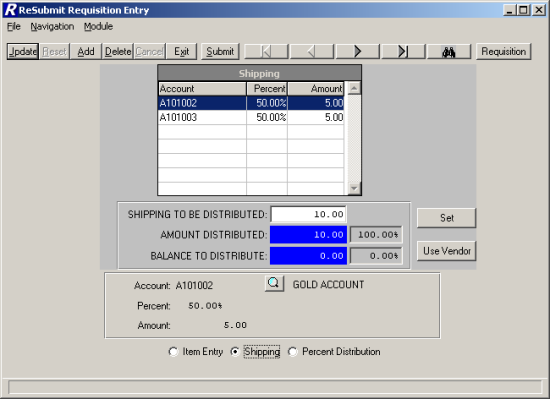 R ReSubmit Requisition Entry
File Navigation Module
Update Reset Add Delete Cancel Exit Submit Requisition
Shipping
Account Percent Amount
A101002 50.00% 5.00
A101003 50.00% 5.00
SHIPPING TO BE DISTRIBUTED: 10.00 Set
AMOUNT DISTRIBUTED: 10.00 100.00%
BALANCE TO DISTRIBUTE: 0.00 0.00% Use Vendor
Account: A101002 GOLD ACCOUNT
Percent: 50.00%
Amount: 5.00
Item Entry Shipping Percent Distribution